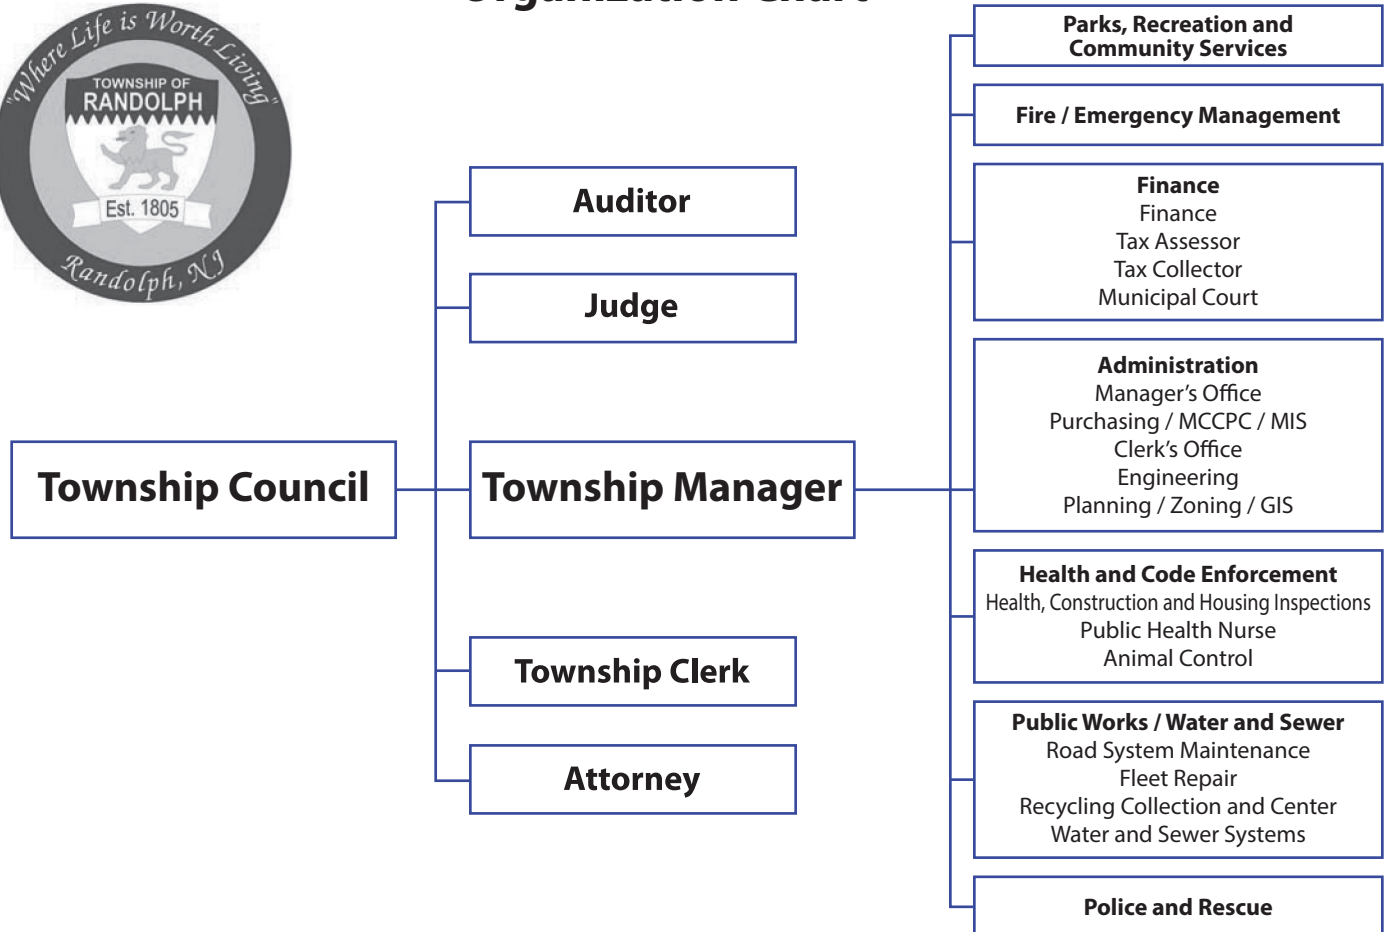 Organization Chart
"Where Life is Worth Living"
TOWNSHIP OF
RANDOLPH
Est. 1805
Randolph, NJ
Township Council
Auditor
Judge
Township Manager
Township Clerk
Attorney
Parks, Recreation and
Community Services
Fire / Emergency Management
Finance
Finance
Tax Assessor
Tax Collector
Municipal Court
Administration
Manager’s Office
Purchasing / MCCPC / MIS
Clerk’s Office
Engineering
Planning / Zoning / GIS
Health and Code Enforcement
Health, Construction and Housing Inspections
Public Health Nurse
Animal Control
Public Works / Water and Sewer
Road System Maintenance
Fleet Repair
Recycling Collection and Center
Water and Sewer Systems
Police and Rescue